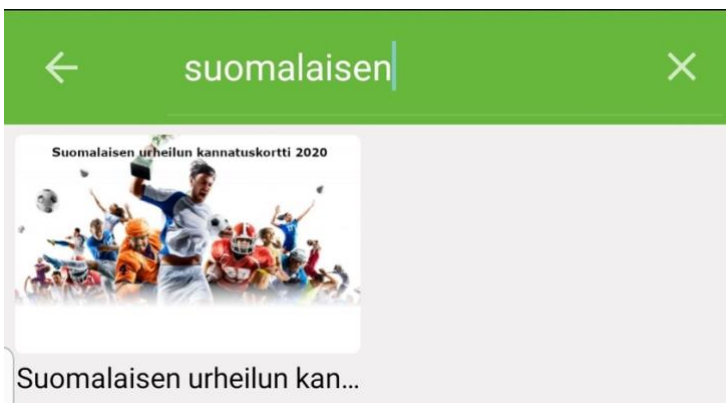 suomalaisen
Suomalaisen urheilun kannatuskortti 2020
Suomalaisen urheilun kan...